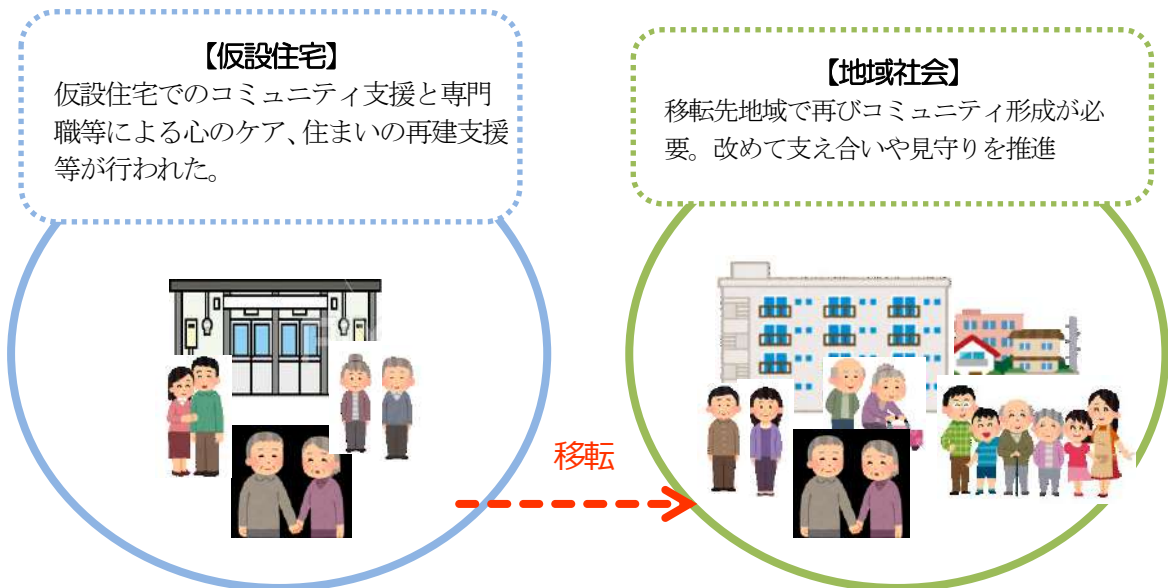 【仮設住宅】
仮設住宅でのコミュニティ支援と専門
職等による心のケア、住まいの再建支援
等が行われた。
【地域社会】
移転先地域で再びコミュニティ形成が必
要。改めて支え合いや見守りを推進
移転